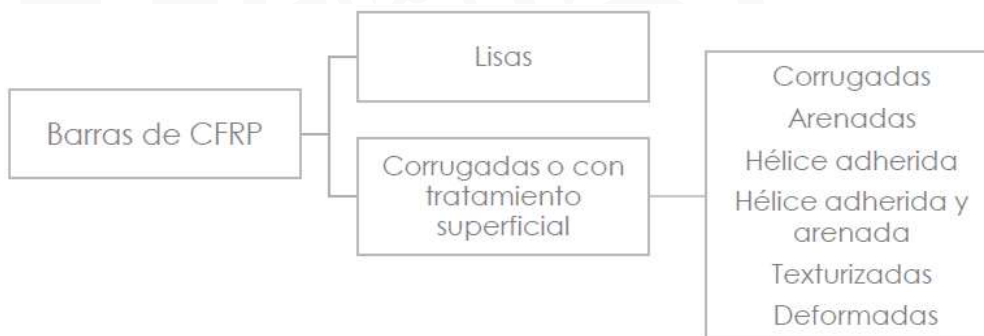 Barras de CFRP
Lisas
Corrugadas o con
tratamiento
superficial
Corrugadas
Arenadas
Hélice adherida
Hélice adherida y
arenada
Texturizadas
Deformadas